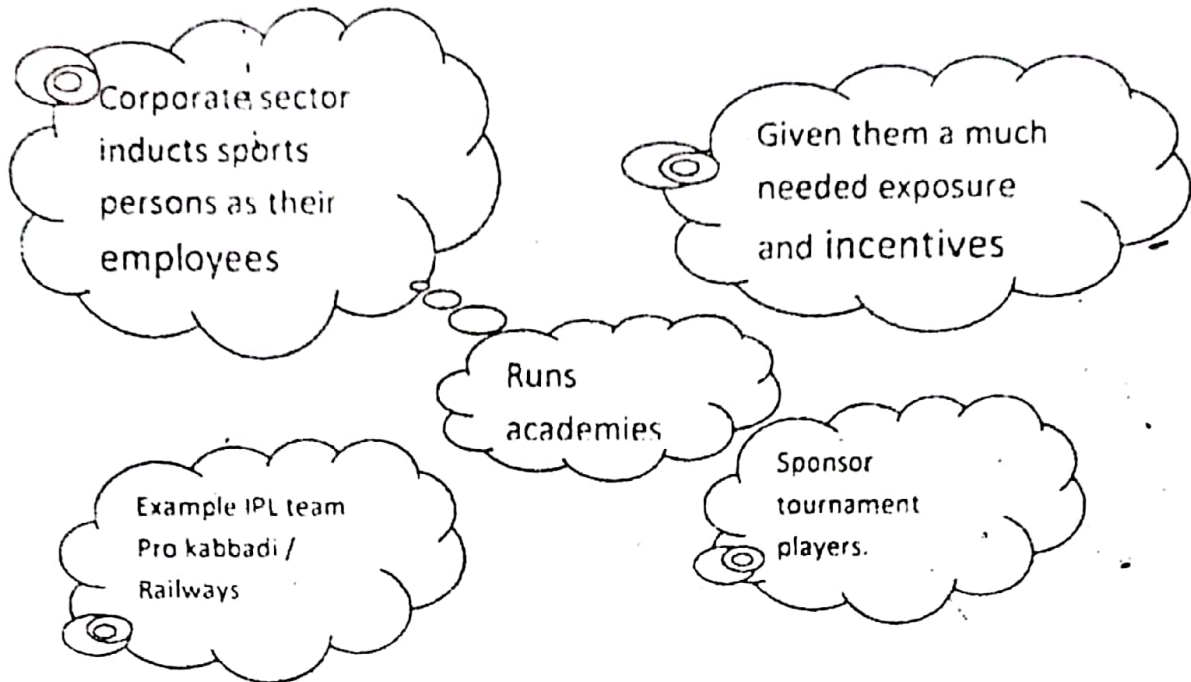 Corporate sector
inducts sports
persons as their
employees
Given them a much
needed exposure
and incentives
Runs
academies
Example IPL team
Pro kabbadi /
Railways
Sponsor
tournament
players.